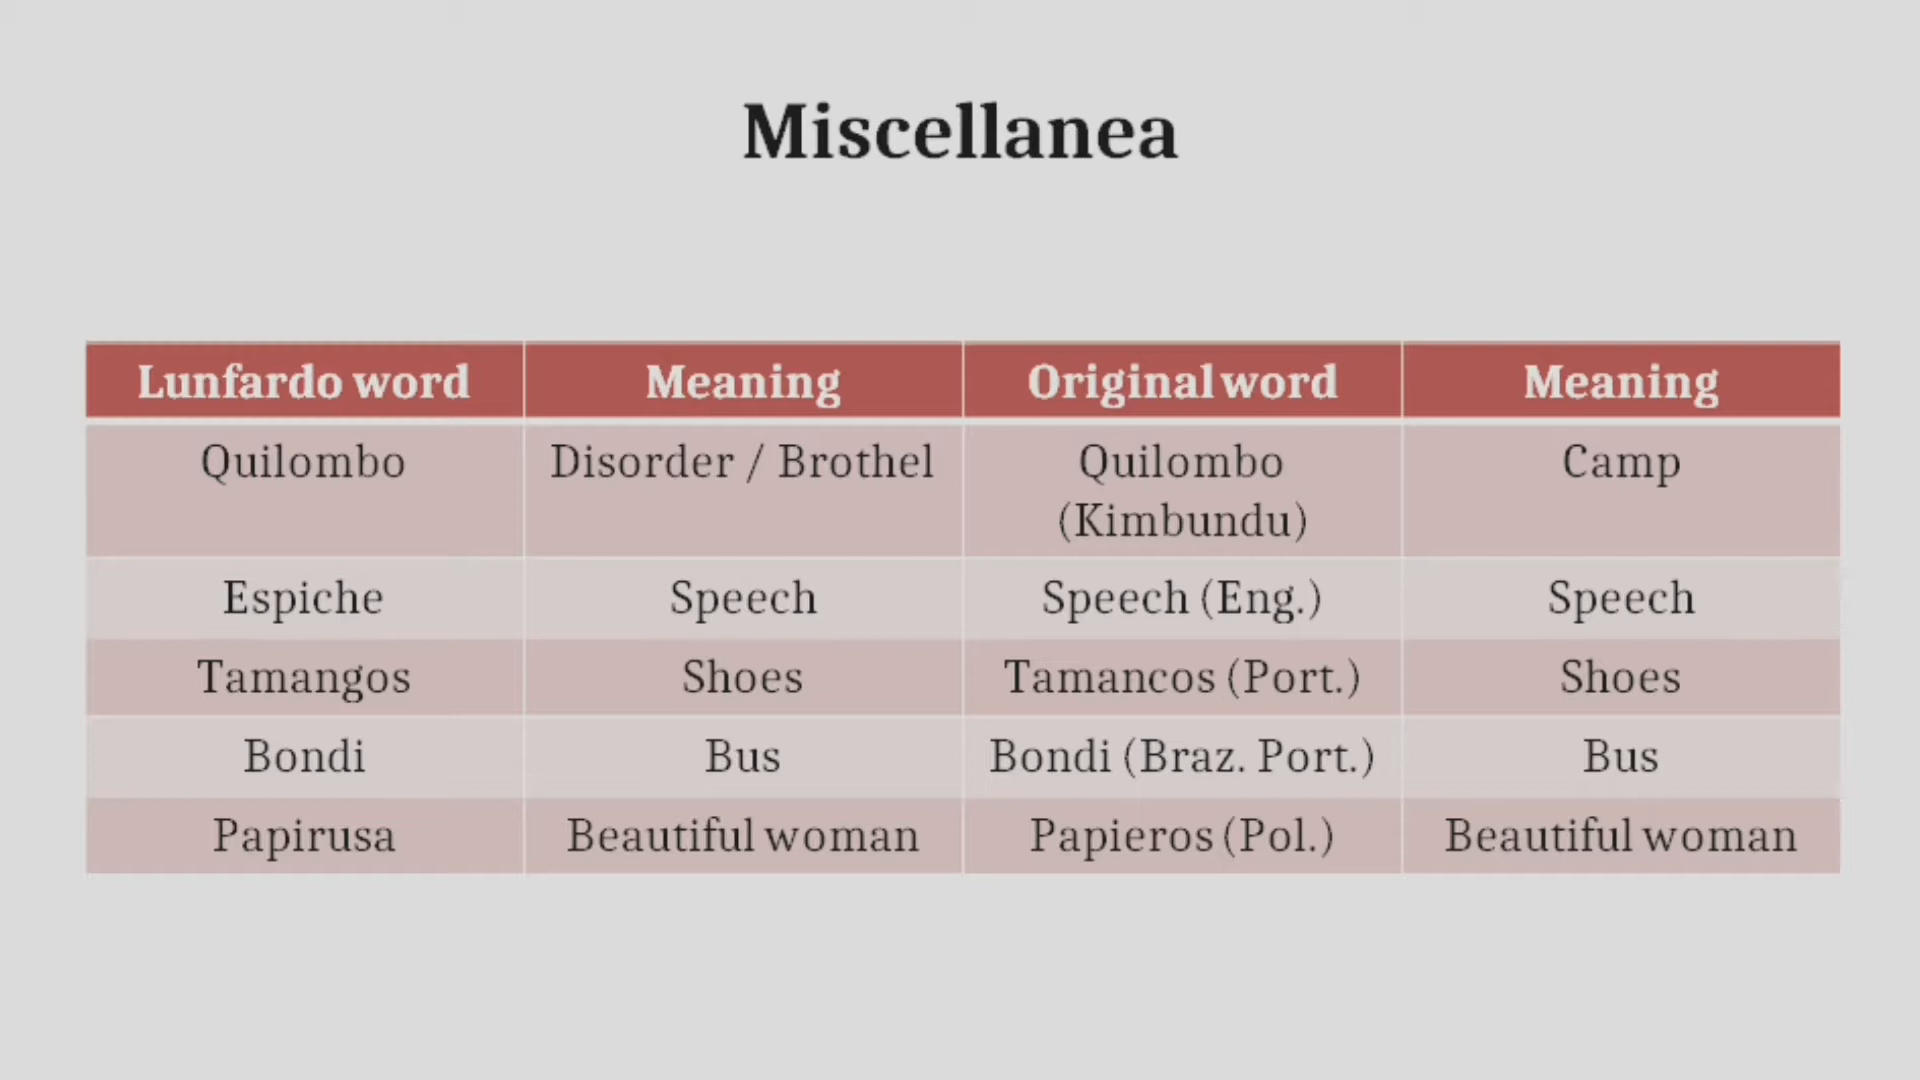 Miscellanea
Lunfardo word Meaning Original word Meaning
Quilombo Disorder / Brothel Quilombo Camp
(Kimbundu)
Espiche Speech Speech (Eng.) Speech
Tamangos Shoes Tamancos (Port.) Shoes
Bondi Bus Bondi (Braz. Port.) Bus
Papirusa Beautiful woman Papieros (Pol.) Beautiful woman